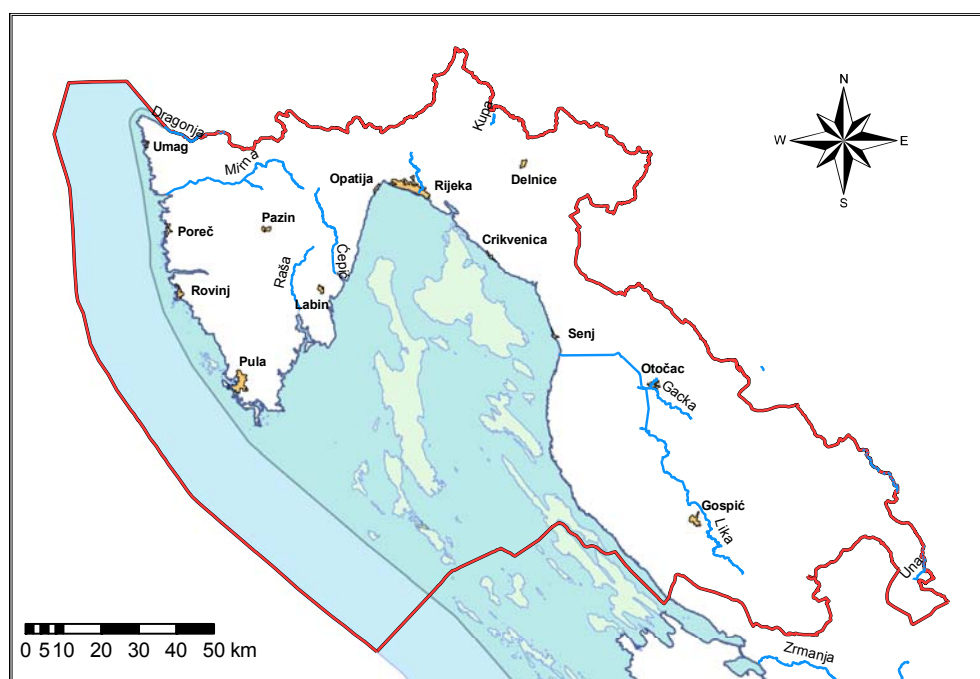 N
W
E
S
Dragonja
Umag
Mirna
Kupa
Opatija
Rijeka
Delnice
Poreč
Pazin
Crikvenica
Raša
Čepić
Rovinj
Labin
Senj
Pula
Otočac
Gacka
Gospić
Lika
Una
Zrmanja
0 5 10 20 30 40 50 km